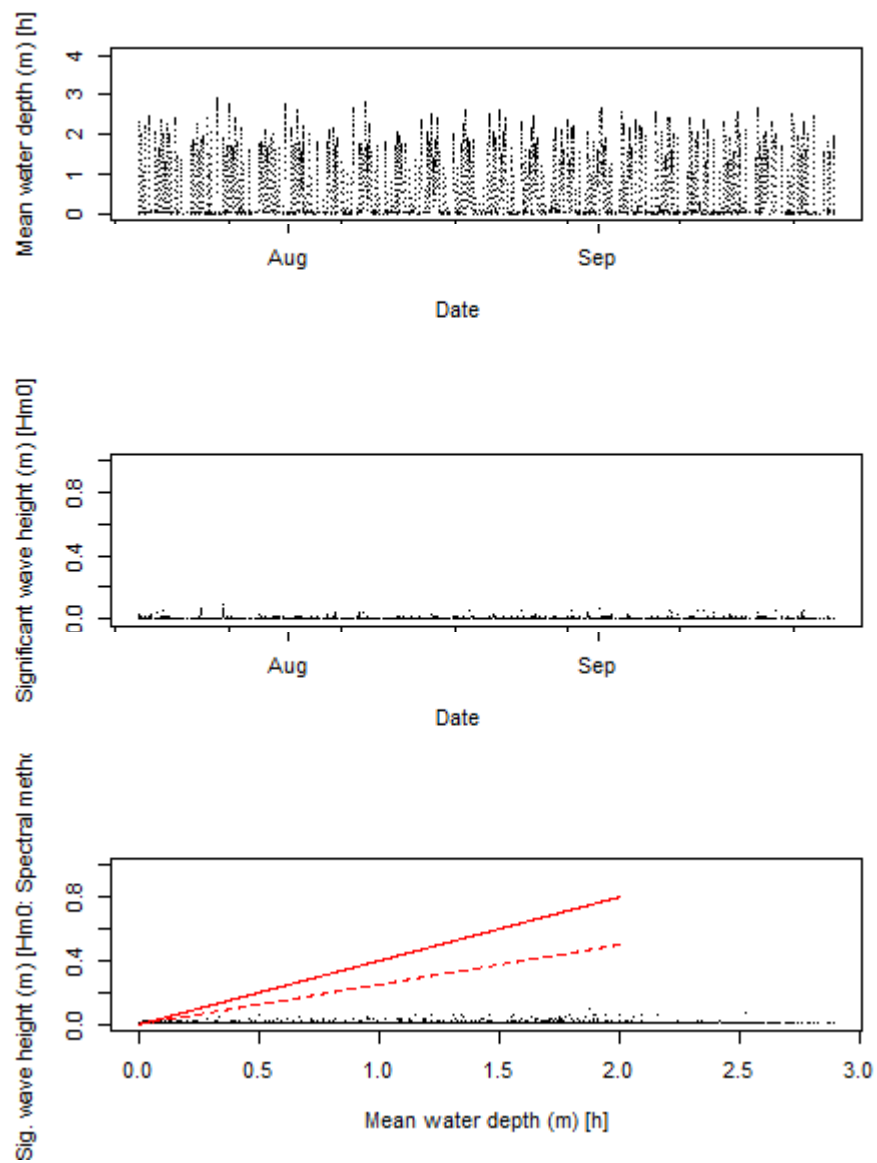 Mean water depth (m) [h]
4
3
2
1
0
Aug
Sep
Date
Significant wave height (m) [Hm0]
0.8
0.4
0.0
Aug
Sep
Date
Sig. wave height (m) [Hm0: Spectral
0.8
0.4
0.0
0.0
0.5
1.0
1.5
2.0
2.5
3.0
Mean water depth (m) [h]